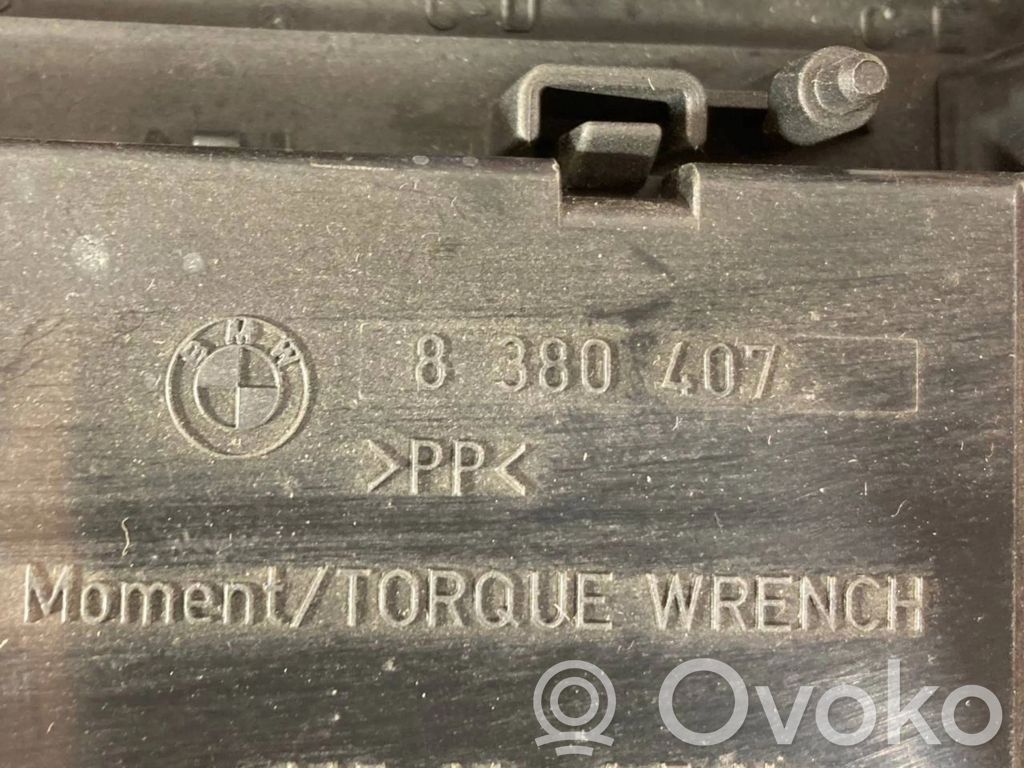 BMW
8 380 407
>PP<
Moment/TORQUE WRENCH
Ovoko